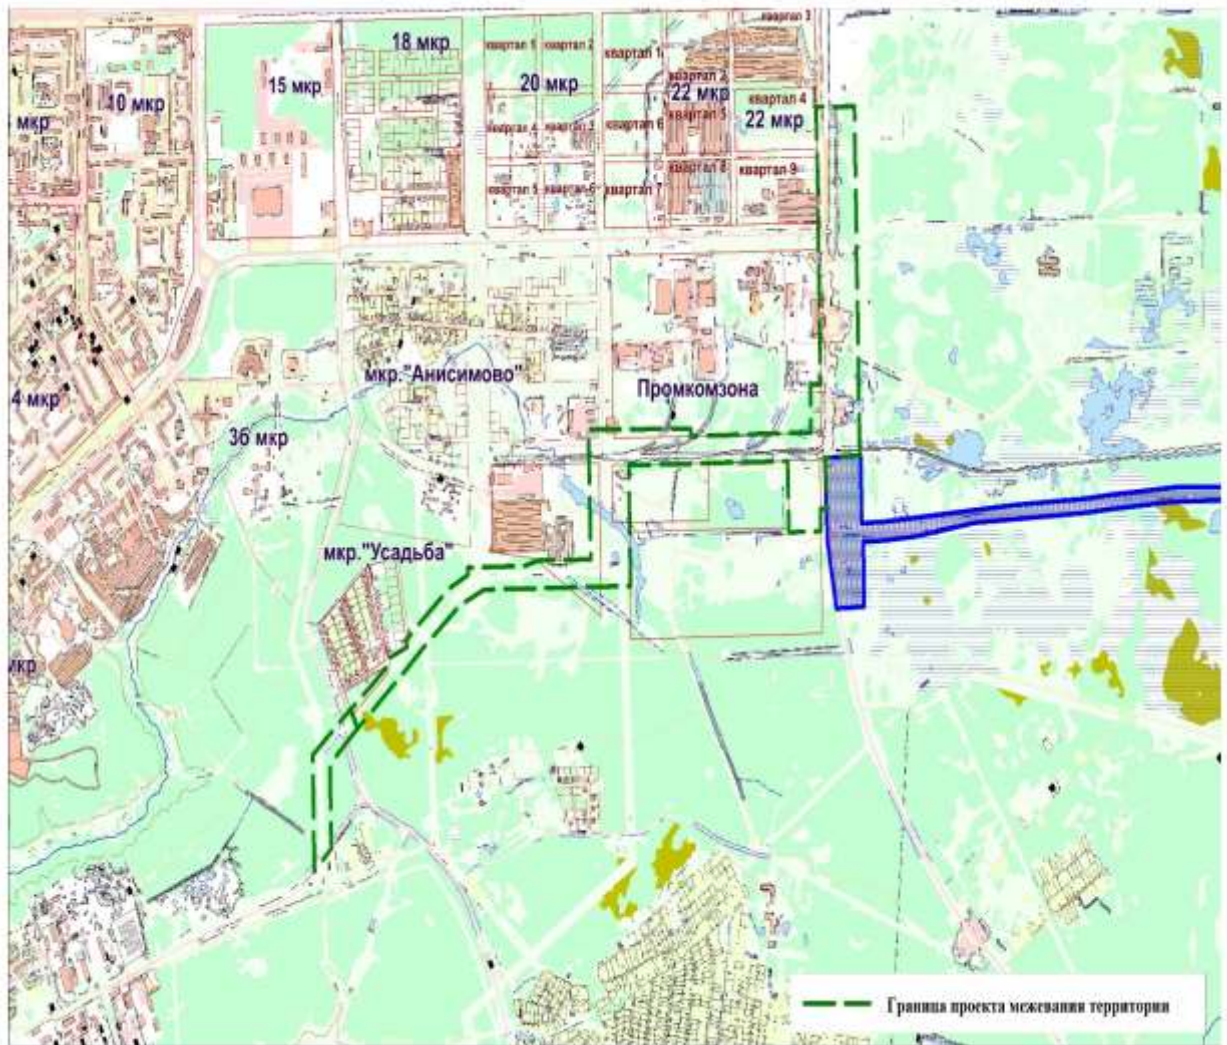 18 мкр
квартал 1 квартал 2
квартал 3
квартал 1
10 мкр
15 мкр
20 мкр
квартал 2
22 мкр
квартал 4
22 мкр
мкр
квартал 4 квартал 3
квартал 6
квартал 5
квартал 5 квартал 6
квартал 7
квартал 8
квартал 9
мкр."Анисимово"
Промкомзона
4 мкр
36 мкр
мкр."Усадьба"
мкр
Граница проекта межевания территории